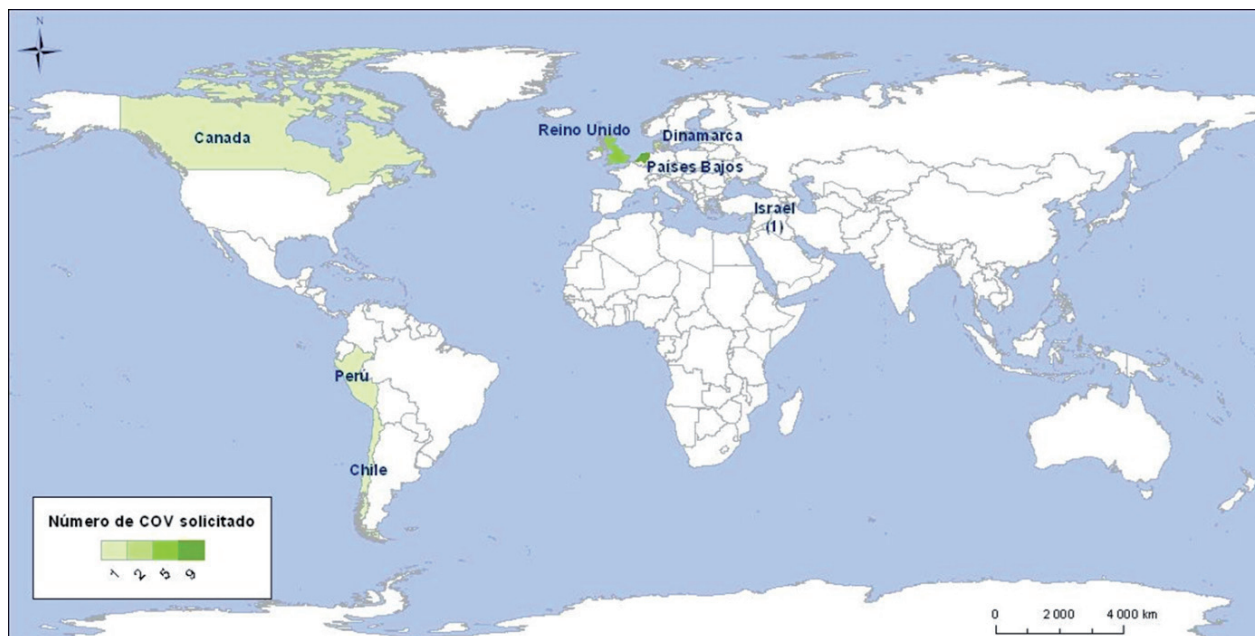 N
Canada
Reino Unido
Dinamarca
Países Bajos
Israel
(1)
Perú
Chile
Número de COV solicitado
1 2 5 9
0 2 000 4 000 km